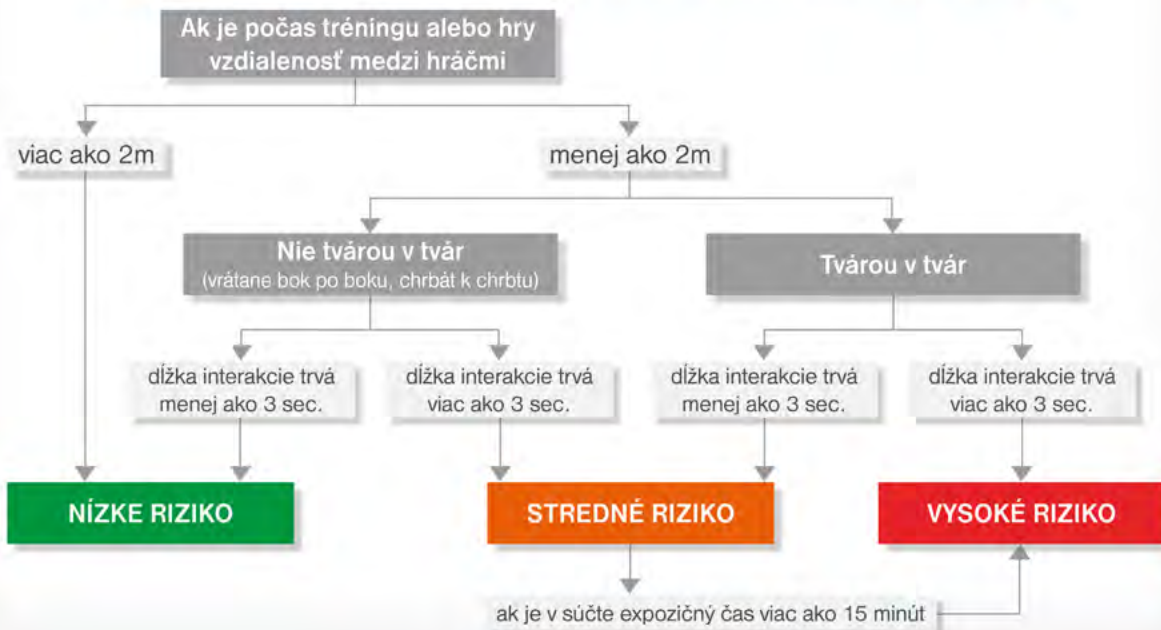 Ak je počas tréningu alebo hry
vzdialenosť medzi hráčmi
viac ako 2m
menej ako 2m
Nie tvárou v tvár
(vrátane bok po boku, chrbát k chrbtu)
Tvárou v tvár
dĺžka interakcie trvá
menej ako 3 sec.
dĺžka interakcie trvá
viac ako 3 sec.
dĺžka interakcie trvá
menej ako 3 sec.
dĺžka interakcie trvá
viac ako 3 sec.
NÍZKE RIZIKO
STREDNÉ RIZIKO
VYSOKÉ RIZIKO
ak je v súčte expozičný čas viac ako 15 minút